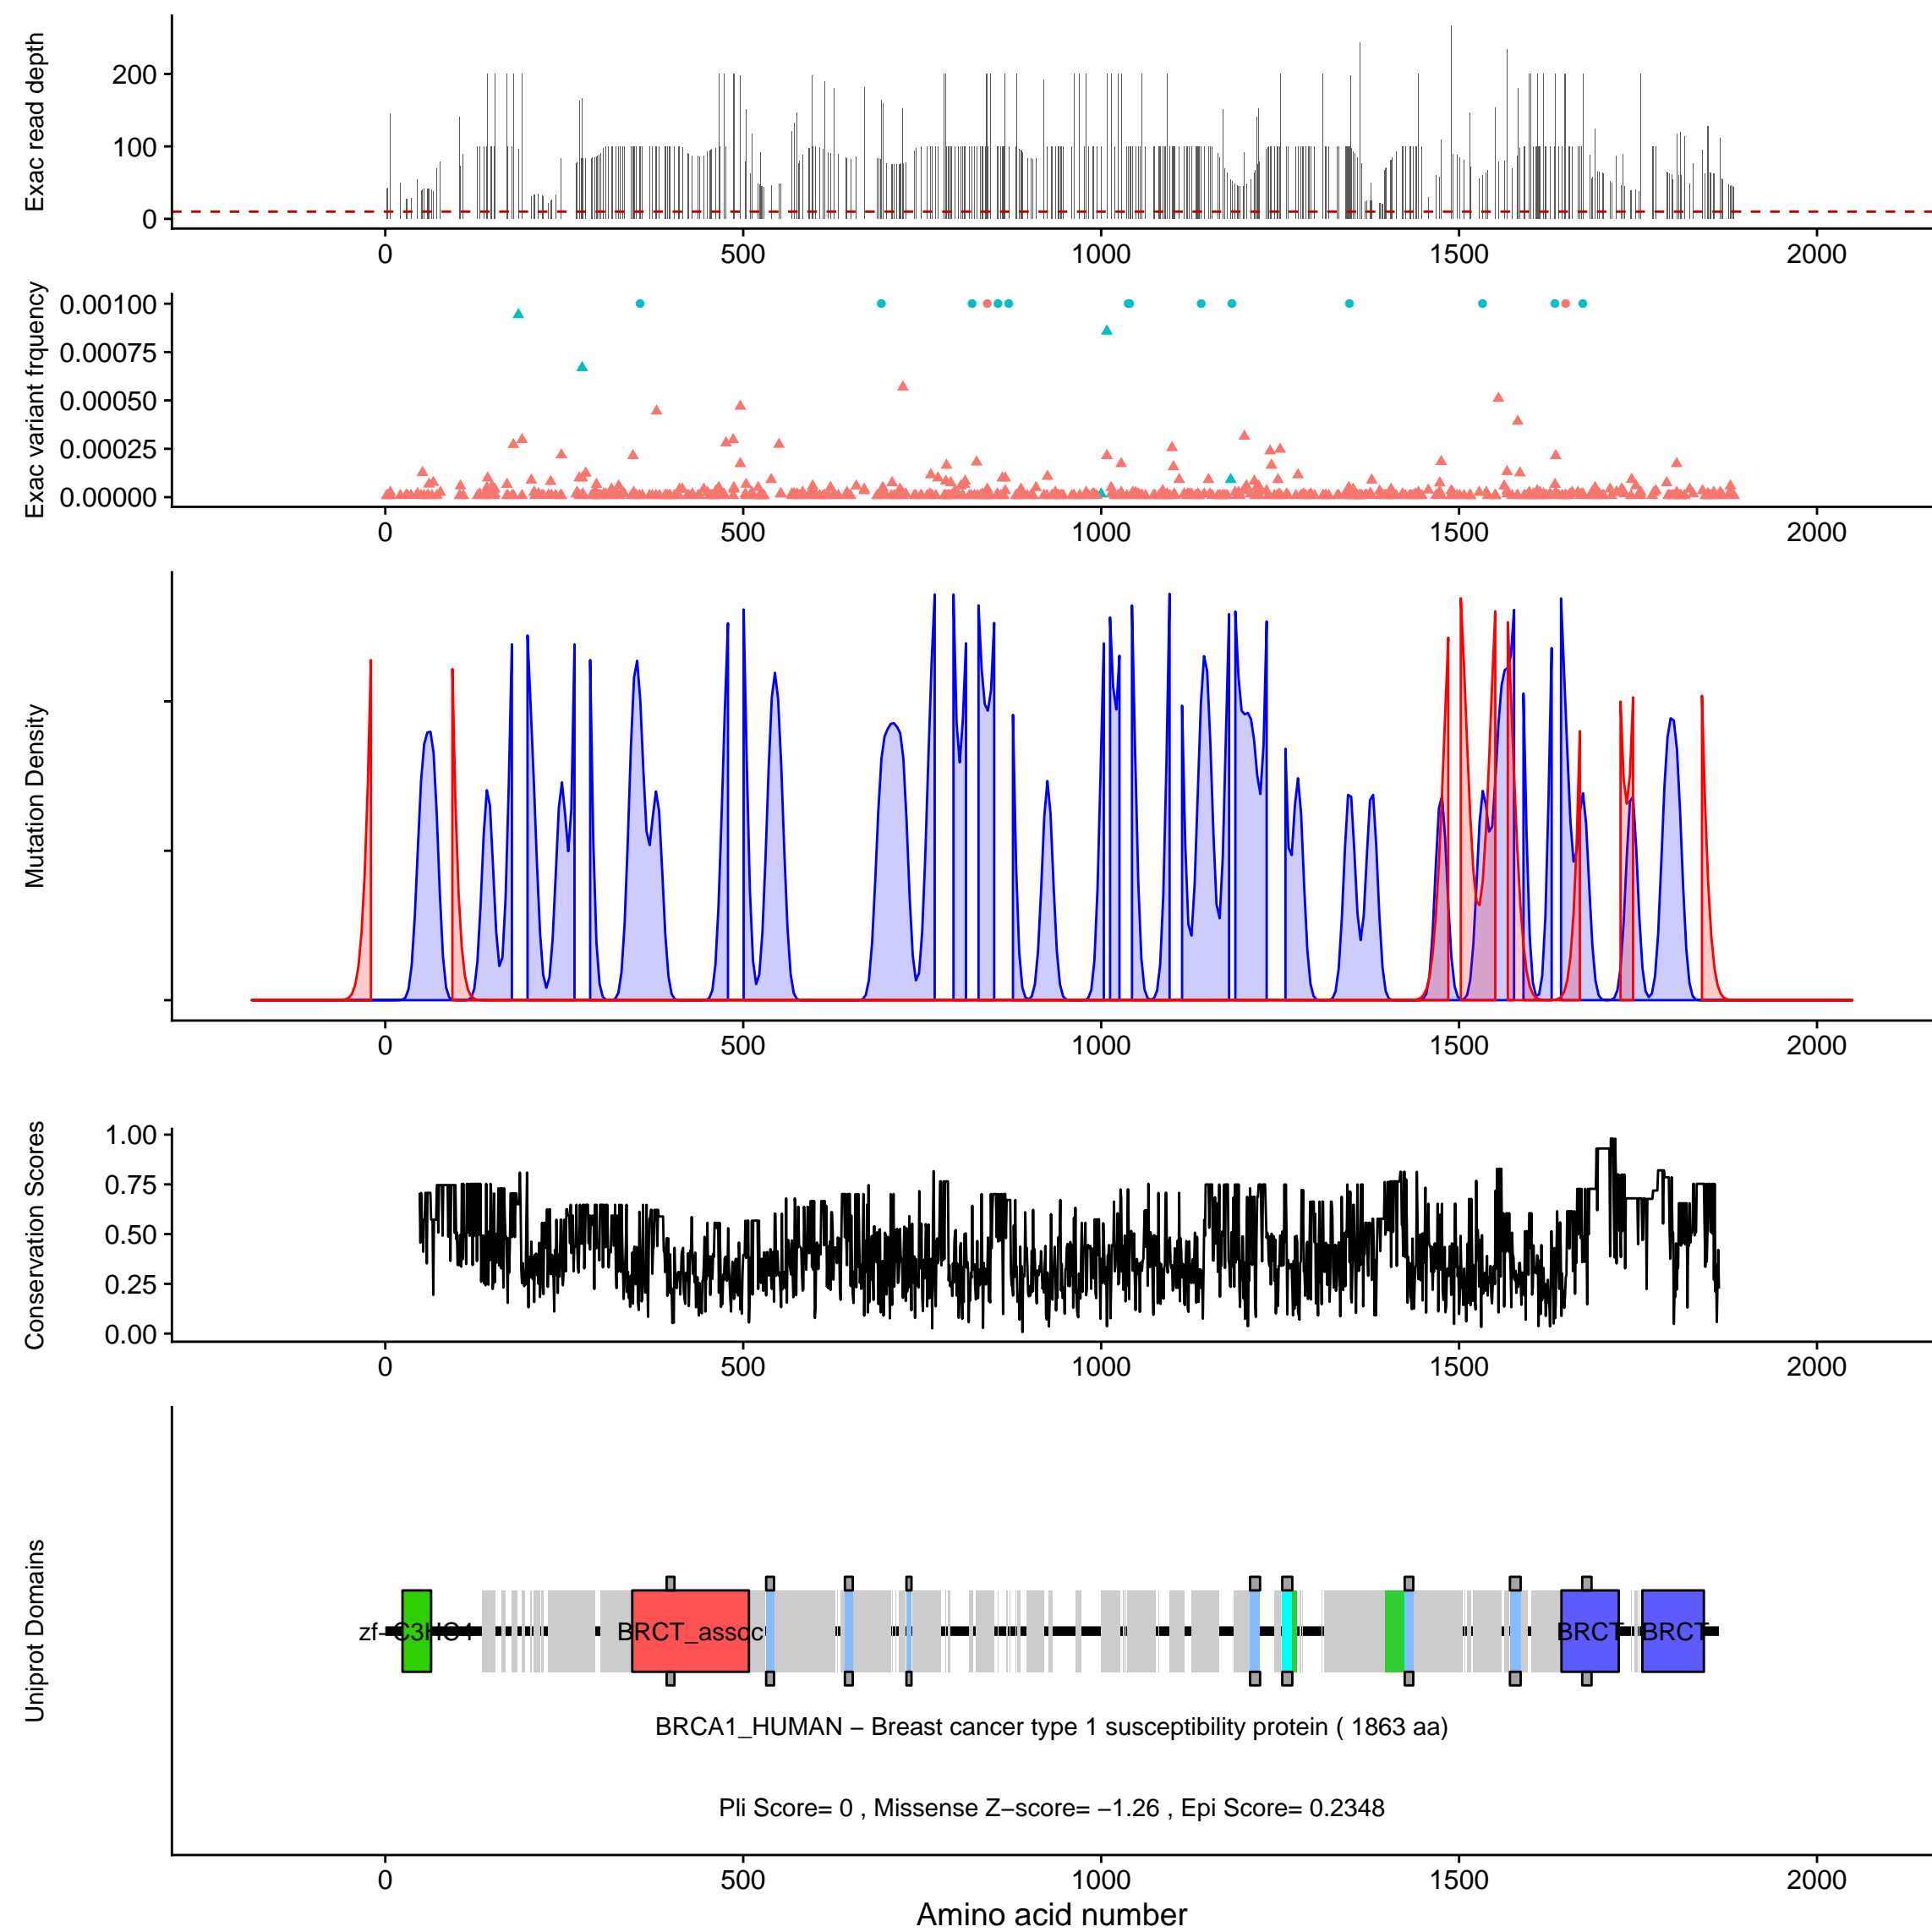 Exac read depth
200
100
0
0 500 1000 1500 2000
Exac variant frquency
0.00100
0.00075
0.00050
0.00025
0.00000
0 500 1000 1500 2000
Mutation Density
0 500 1000 1500 2000
Conservation Scores
1.00
0.75
0.50
0.25
0.00
0 500 1000 1500 2000
Uniprot Domains
zf-C3HC4 BRCT_assoc BRCT BRCT
BRCA1_HUMAN − Breast cancer type 1 susceptibility protein ( 1863 aa)
Pli Score= 0 , Missense Z−score= −1.26 , Epi Score= 0.2348
0 500 1000 1500 2000
Amino acid number